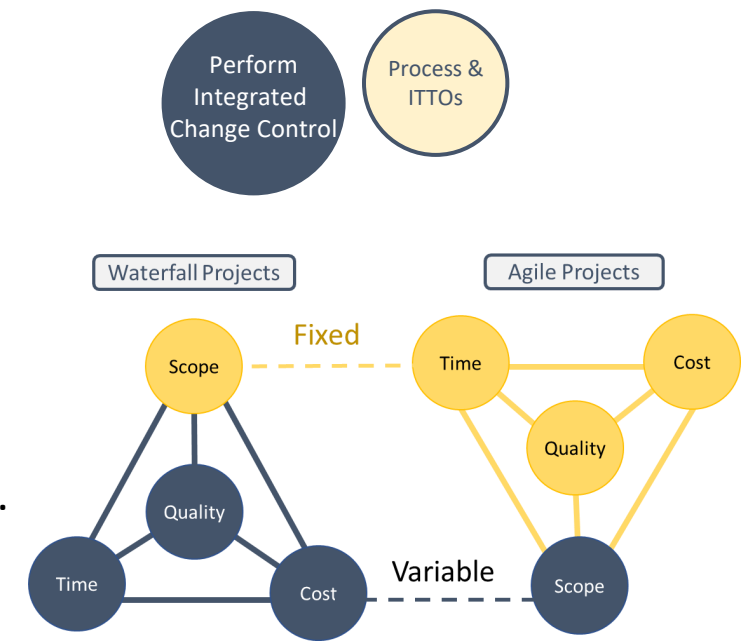 Perform
Integrated
Change Control
Process &
ITTOs
Waterfall Projects
Agile Projects
Fixed
Scope
Time
Cost
Quality
Quality
Time
Cost
Variable
Scope
.